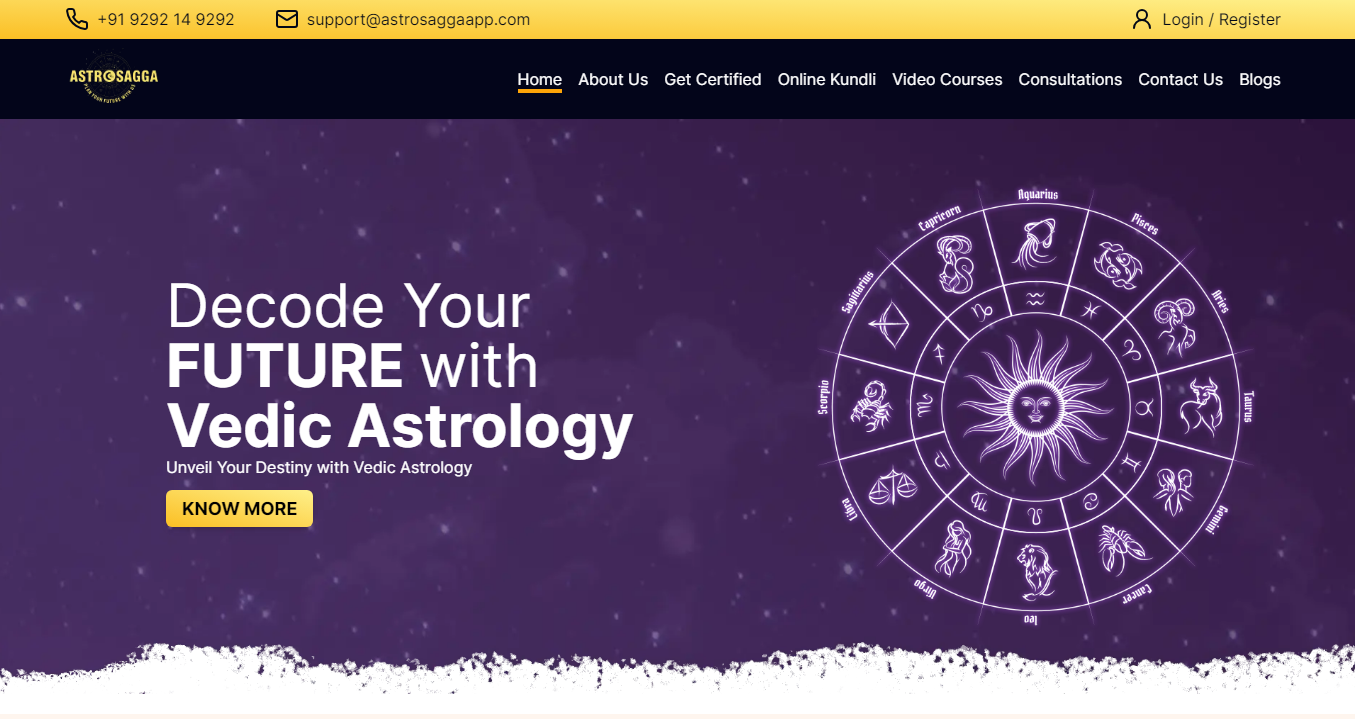 +91 9292 14 9292
support@astrosaggaapp.com
Login / Register
ASTROSAGGA
Home
About Us
Get Certified
Online Kundli
Video Courses
Consultations
Contact Us
Blogs
Decode Your
FUTURE with
Vedic Astrology
Unveil Your Destiny with Vedic Astrology
KNOW MORE
Aquarius
Pisces
Aries
Taurus
Gemini
Cancer
leo
Virgo
Libra
Scorpio
Sagittarius
Capricorn